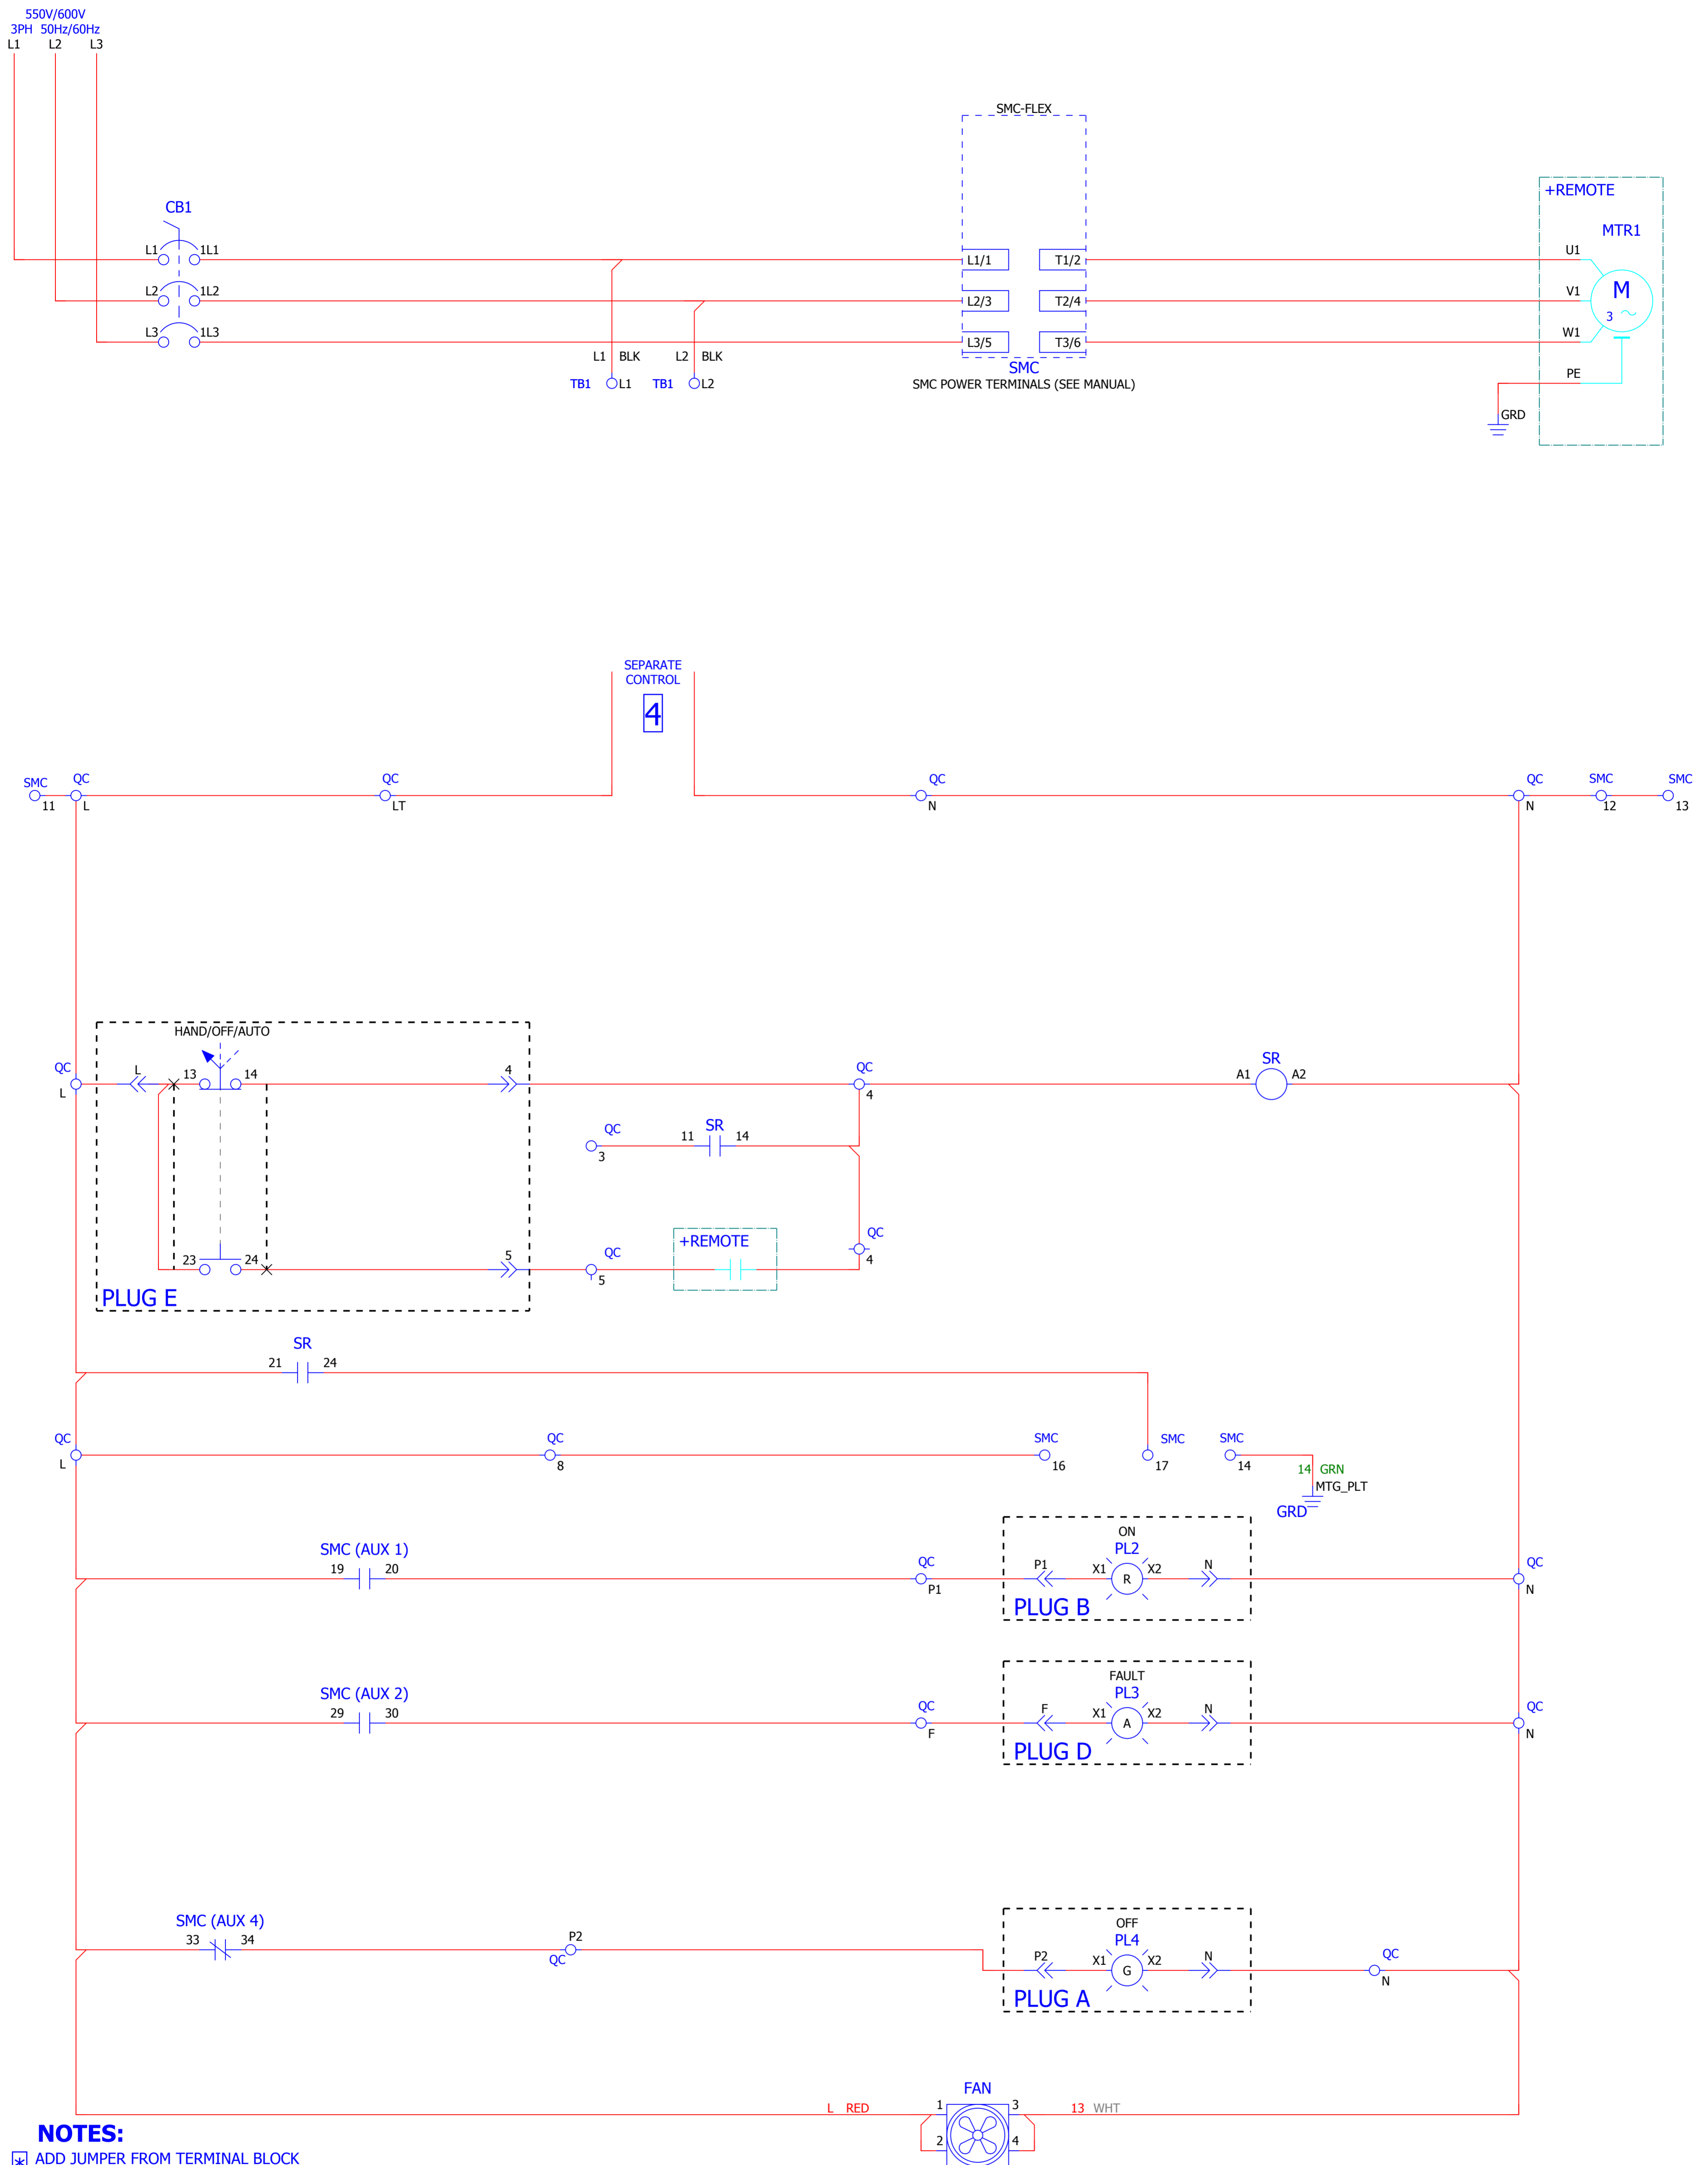 550V/600V
3PH 50Hz/60Hz
L1 L2 L3
SMC-FLEX
+REMOTE
CB1
MTR1
L1 1L1 L1/1 T1/2 U1
L2 1L2 L2/3 T2/4 V1
M
3
L3 1L3 L3/5 T3/6 W1
L1 BLK L2 BLK
SMC
PE
TB1 L1 TB1 L2
SMC POWER TERMINALS (SEE MANUAL)
GRD
SEPARATE
CONTROL
4
SMC QC QC QC QC SMC SMC
11 L LT N N 12 13
HAND/OFF/AUTO
QC L 13 14 4 QC A1 SR A2
L 4
QC 11 SR 14
3
+REMOTE QC
23 24 5 QC 4
5
PLUG E
SR
21 24
QC QC SMC SMC SMC
L 8 16 17 14
14 GRN
MTG_PLT
GRD
ON
SMC (AUX 1) PL2
19 20 QC P1 X1 R X2 N QC
P1 N
PLUG B
FAULT
SMC (AUX 2) PL3
29 30 QC F X1 A X2 N QC
F N
PLUG D
SMC (AUX 4) OFF
33 34 P2 PL4
QC P2 X1 G X2 N QC
N
PLUG A
FAN
L RED 1 3 13 WHT
2 4
NOTES:
* ADD JUMPER FROM TERMINAL BLOCK